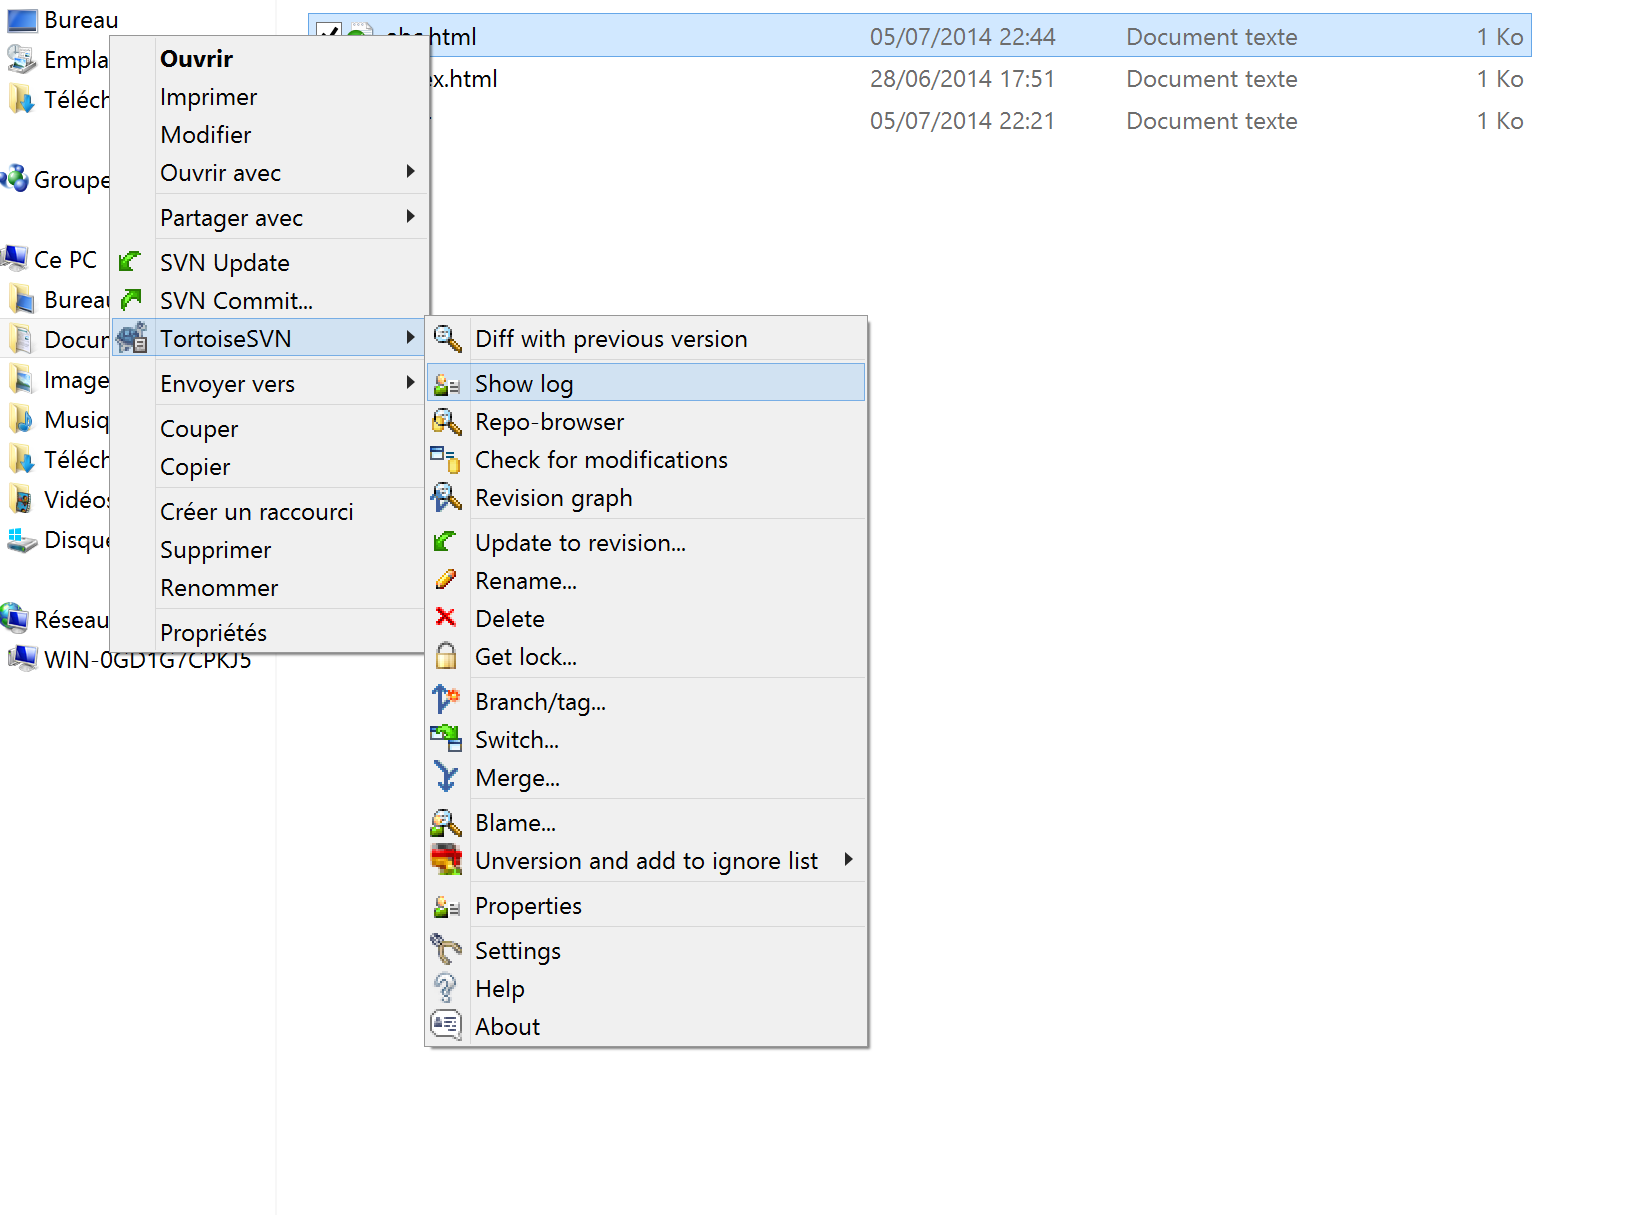 Bureau
Empla
Téléch
Groupe
Ce PC
Bureau
Docum
Image
Musiq
Téléch
Vidéos
Disque
Réseau
WIN-0GD1G7CPKJ5
.html 05/07/2014 22:44 Document texte 1 Ko
ex.html 28/06/2014 17:51 Document texte 1 Ko
05/07/2014 22:21 Document texte 1 Ko
Ouvrir
Imprimer
Modifier
Ouvrir avec
Partager avec
SVN Update
SVN Commit...
TortoiseSVN
Envoyer vers
Couper
Copier
Créer un raccourci
Supprimer
Renommer
Propriétés
Diff with previous version
Show log
Repo-browser
Check for modifications
Revision graph
Update to revision...
Rename...
Delete
Get lock...
Branch/tag...
Switch...
Merge...
Blame...
Unversion and add to ignore list
Properties
Settings
Help
About